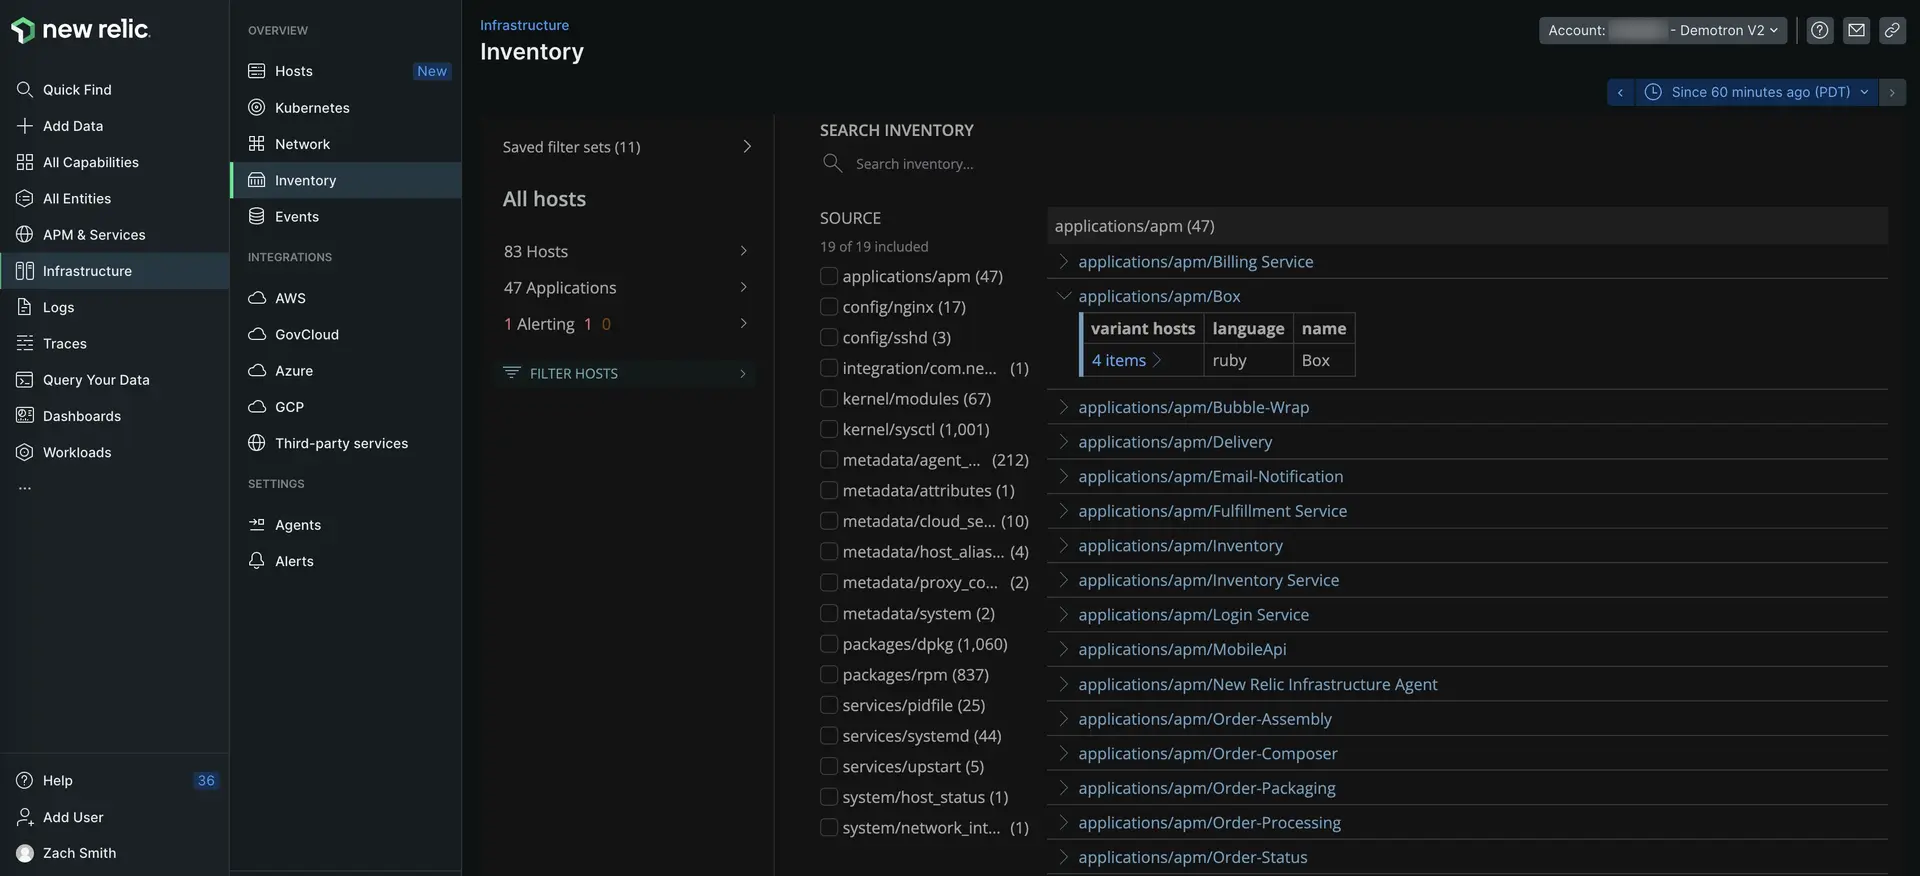 new relic.
Quick Find
Add Data
All Capabilities
All Entities
APM & Services
Infrastructure
Logs
Traces
Query Your Data
Dashboards
Workloads
...
Help 36
Add User
Zach Smith
OVERVIEW
Hosts New
Kubernetes
Network
Inventory
Events
INTEGRATIONS
AWS
GovCloud
Azure
GCP
Third-party services
SETTINGS
Agents
Alerts
Infrastructure
Inventory
Account: - Demotron V2
Since 60 minutes ago (PDT)
Saved filter sets (11)
All hosts
83 Hosts
47 Applications
1 Alerting 1 0
FILTER HOSTS
SEARCH INVENTORY
Search inventory...
SOURCE
19 of 19 included
applications/apm (47)
config/nginx (17)
config/sshd (3)
integration/com.ne... (1)
kernel/modules (67)
kernel/sysctl (1,001)
metadata/agent_... (212)
metadata/attributes (1)
metadata/cloud_se... (10)
metadata/host_alias... (4)
metadata/proxy_co... (2)
metadata/system (2)
packages/dpkg (1,060)
packages/rpm (837)
services/pidfile (25)
services/systemd (44)
services/upstart (5)
system/host_status (1)
system/network_int... (1)
applications/apm (47)
applications/apm/Billing Service
applications/apm/Box
variant hosts language name
4 items ruby Box
applications/apm/Bubble-Wrap
applications/apm/Delivery
applications/apm/Email-Notification
applications/apm/Fulfillment Service
applications/apm/Inventory
applications/apm/Inventory Service
applications/apm/Login Service
applications/apm/MobileApi
applications/apm/New Relic Infrastructure Agent
applications/apm/Order-Assembly
applications/apm/Order-Composer
applications/apm/Order-Packaging
applications/apm/Order-Processing
applications/apm/Order-Status